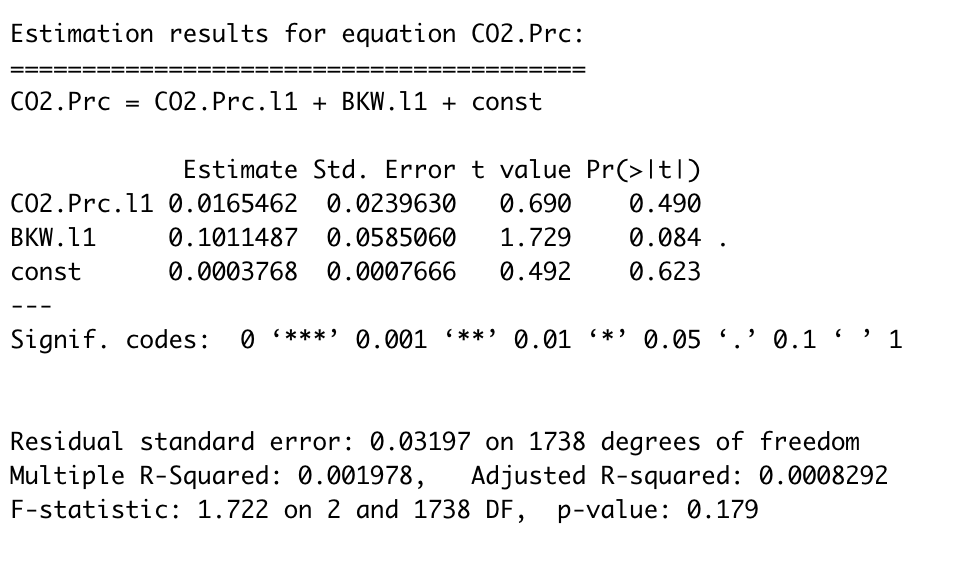 Estimation results for equation CO2.Prc:
========================================
CO2.Prc = CO2.Prc.l1 + BKW.l1 + const

            Estimate Std. Error t value Pr(>|t|)
CO2.Prc.l1 0.0165462  0.0239630   0.690    0.490
BKW.l1     0.1011487  0.0585060   1.729    0.084 .
const      0.0003768  0.0007666   0.492    0.623
---
Signif. codes:  0 ‘***’ 0.001 ‘**’ 0.01 ‘*’ 0.05 ‘.’ 0.1 ‘ ’ 1

Residual standard error: 0.03197 on 1738 degrees of freedom
Multiple R-Squared: 0.001978,   Adjusted R-squared: 0.0008292
F-statistic: 1.722 on 2 and 1738 DF,  p-value: 0.179